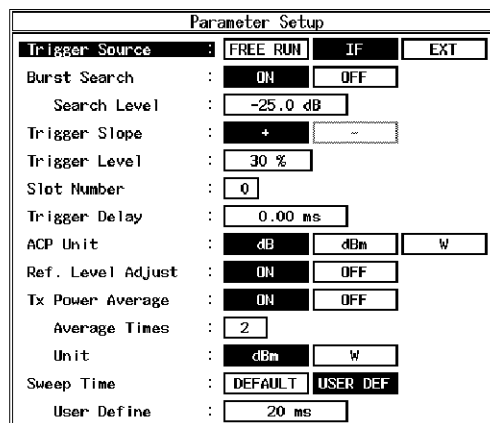 Parameter Setup
Trigger Source : FREE RUN IF EXT
Burst Search : ON OFF
Search Level : -25.0 dB
Trigger Slope : + -
Trigger Level : 30 %
Slot Number : 0
Trigger Delay : 0.00 ms
ACP Unit : dB dBm W
Ref. Level Adjust : ON OFF
Tx Power Average : ON OFF
Average Times : 2
Unit : dBm W
Sweep Time : DEFAULT USER DEF
User Define : 20 ms